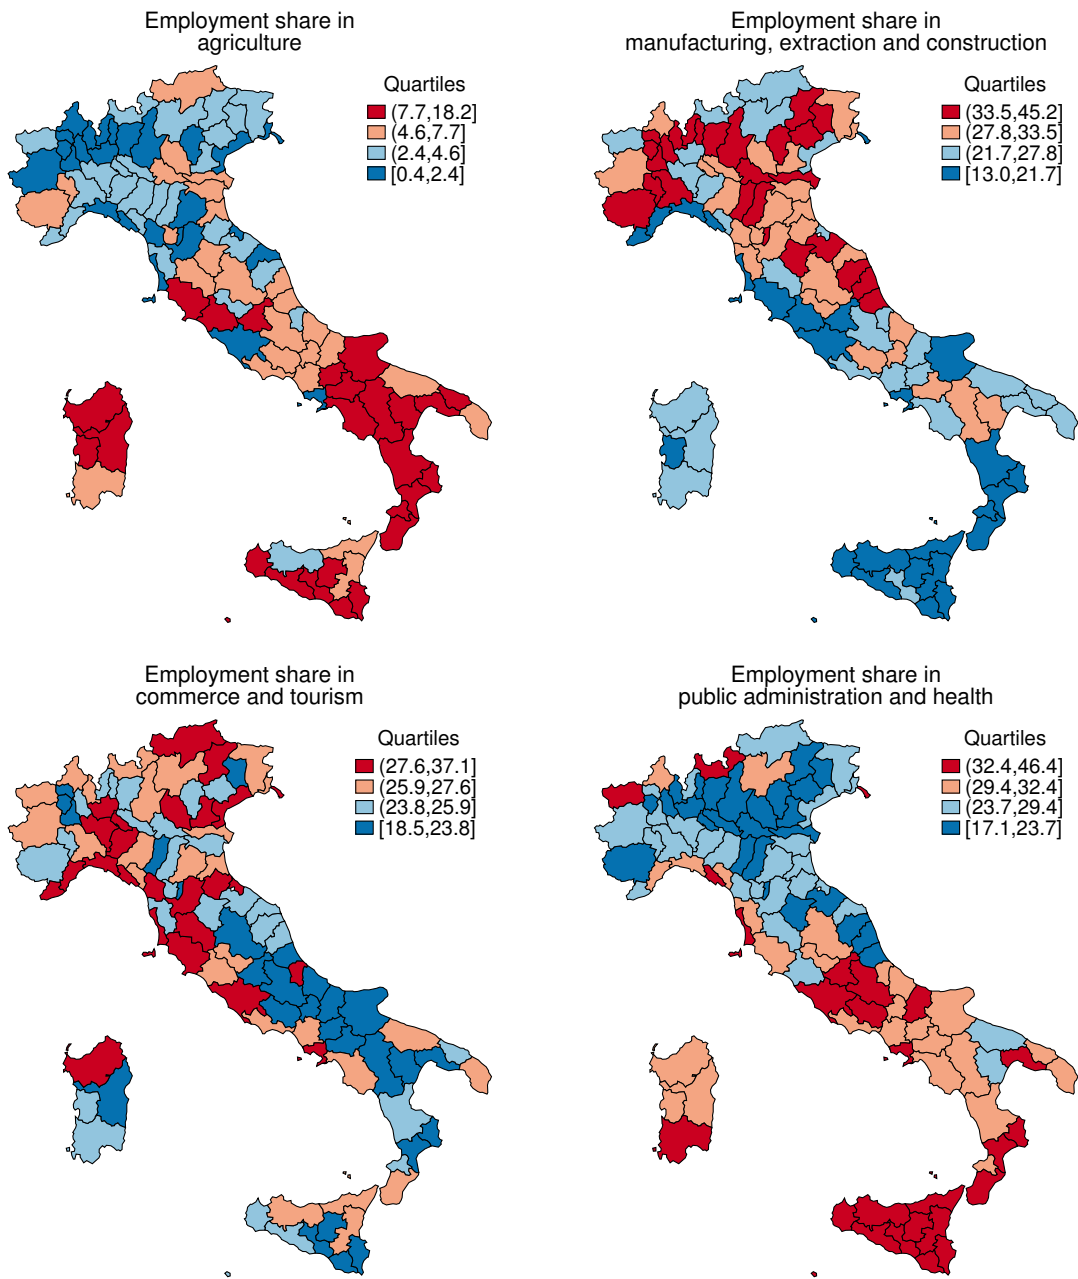 Employment share in
agriculture
Quartiles
(7.7,18.2]
(4.6,7.7]
(2.4,4.6]
[0.4,2.4]
Employment share in
manufacturing, extraction and construction
Quartiles
(33.5,45.2]
(27.8,33.5]
(21.7,27.8]
[13.0,21.7]
Employment share in
commerce and tourism
Quartiles
(27.6,37.1]
(25.9,27.6]
(23.8,25.9]
[18.5,23.8]
Employment share in
public administration and health
Quartiles
(32.4,46.4]
(29.4,32.4]
(23.7,29.4]
[17.1,23.7]